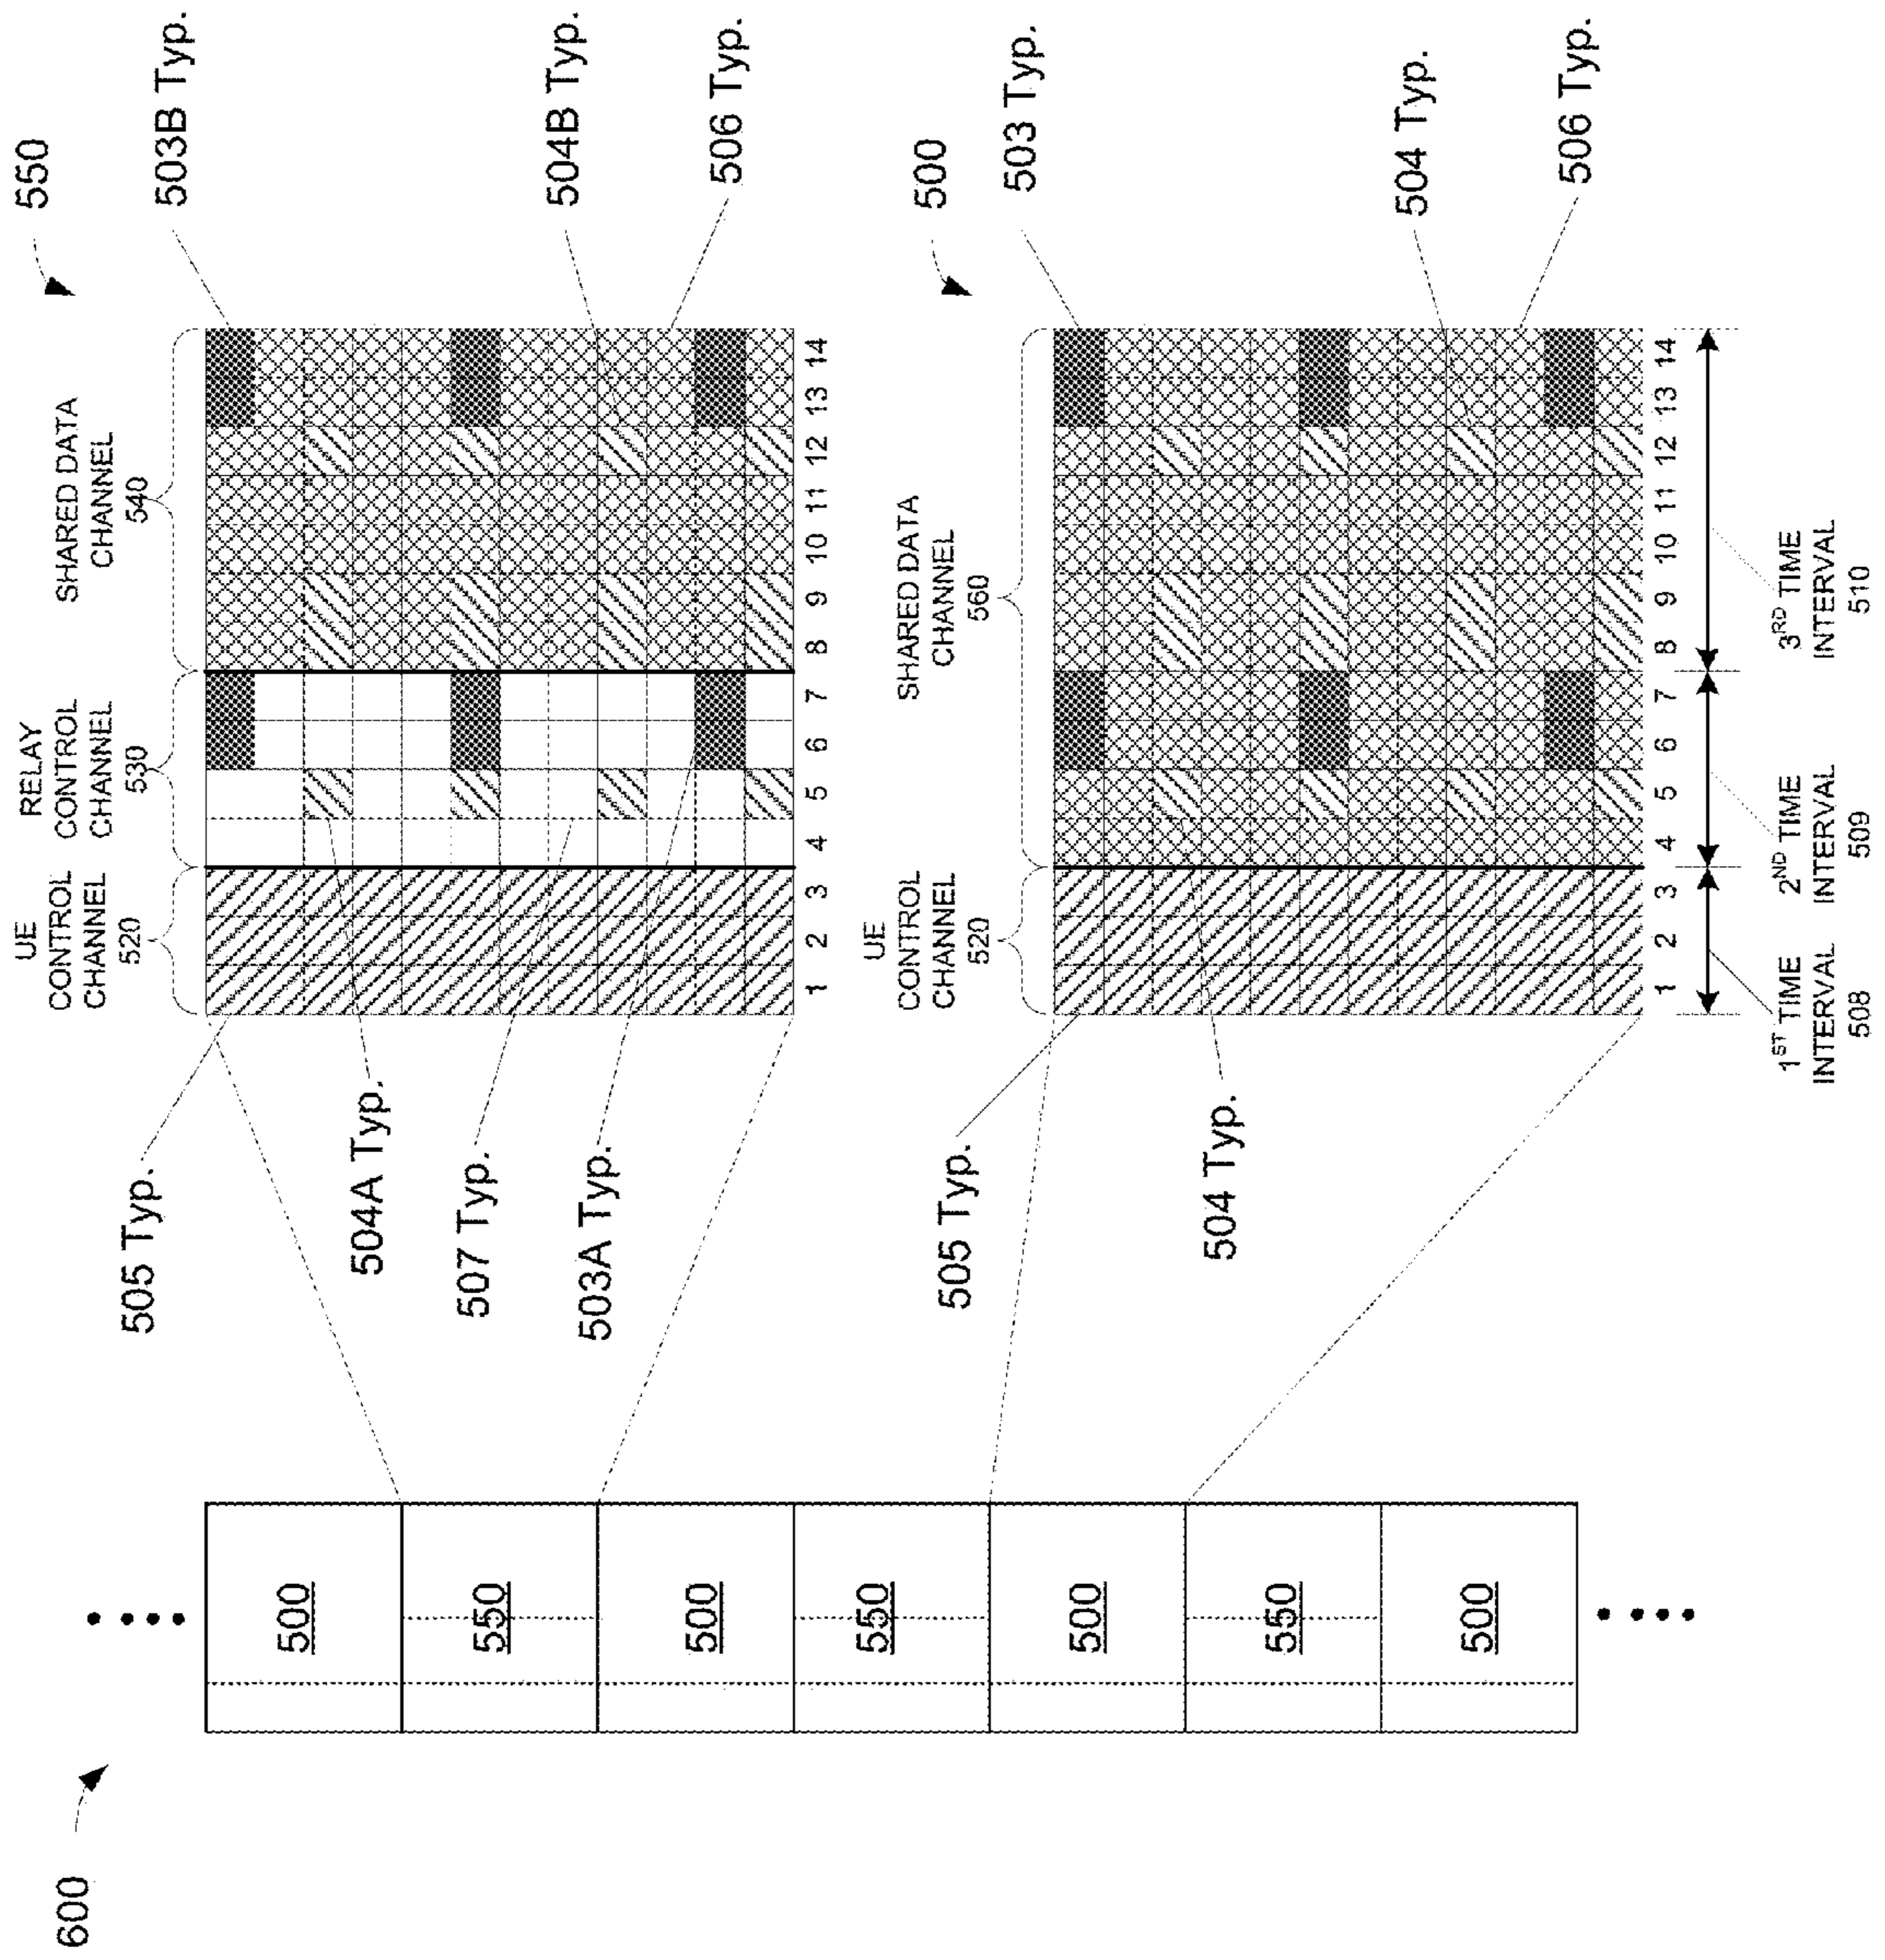 600
500
550
500
550
500
550
500
550
UE
CONTROL
CHANNEL
520
RELAY
CONTROL
CHANNEL
530
SHARED DATA
CHANNEL
540
1 2 3 4 5 6 7 8 9 10 11 12 13 14
505 Typ.
504A Typ.
507 Typ.
503A Typ.
503B Typ.
504B Typ.
506 Typ.
500
UE
CONTROL
CHANNEL
520
SHARED DATA
CHANNEL
560
1 2 3 4 5 6 7 8 9 10 11 12 13 14
505 Typ.
504 Typ.
503 Typ.
504 Typ.
506 Typ.
1ST TIME
INTERVAL
508
2ND TIME
INTERVAL
509
3RD TIME
INTERVAL
510